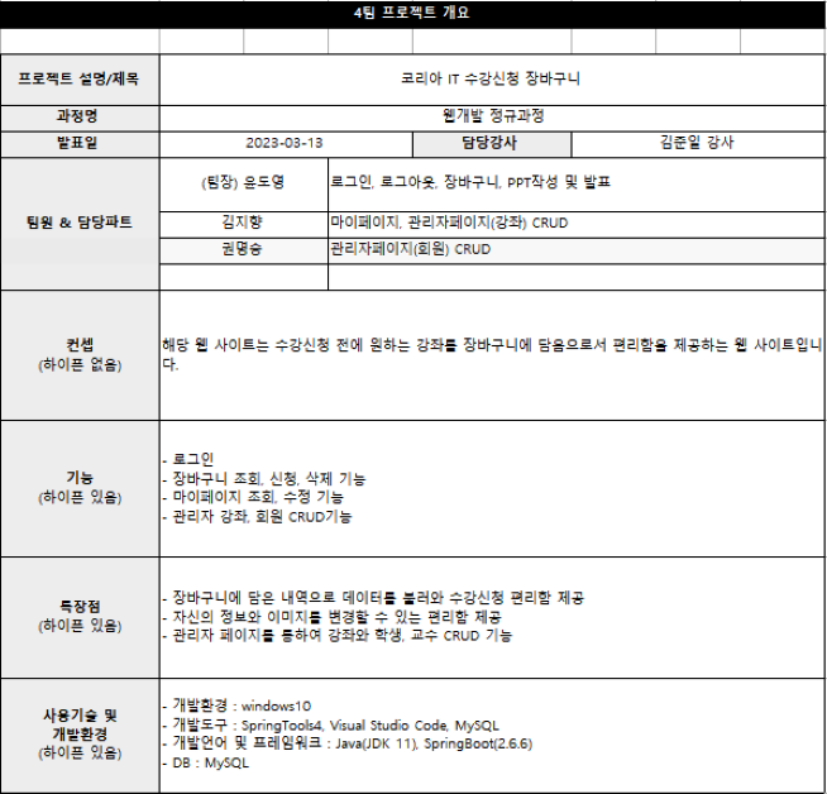 4팀 프로젝트 개요
프로젝트 설명/제목 코리아 IT 수강신청 장바구니
과정명 웹개발 정규과정
발표일 2023-03-13 담당강사 김준일 강사
팀원 & 담당파트
(팀장) 윤도영 로그인, 로그아웃, 장바구니, PPT작성 및 발표
김지향 마이페이지, 관리자페이지(강좌) CRUD
권명승 관리자페이지(회원) CRUD
컨셉
(하이픈 없음)
해당 웹 사이트는 수강신청 전에 원하는 강좌를 장바구니에 담음으로서 편리함을 제공하는 웹 사이트입니
다.
기능
(하이픈 있음)
- 로그인
- 장바구니 조회, 신청, 삭제 기능
- 마이페이지 조회, 수정 기능
- 관리자 강좌, 회원 CRUD기능
특장점
(하이픈 있음)
- 장바구니에 담은 내역으로 데이터를 불러와 수강신청 편리함 제공
- 자신의 정보와 이미지를 변경할 수 있는 편리함 제공
- 관리자 페이지를 통하여 강좌와 학생, 교수 CRUD 기능
사용기술 및
개발환경
(하이픈 있음)
- 개발환경 : windows10
- 개발도구 : SpringTools4, Visual Studio Code, MySQL
- 개발언어 및 프레임워크 : Java(JDK 11), SpringBoot(2.6.6)
- DB : MySQL